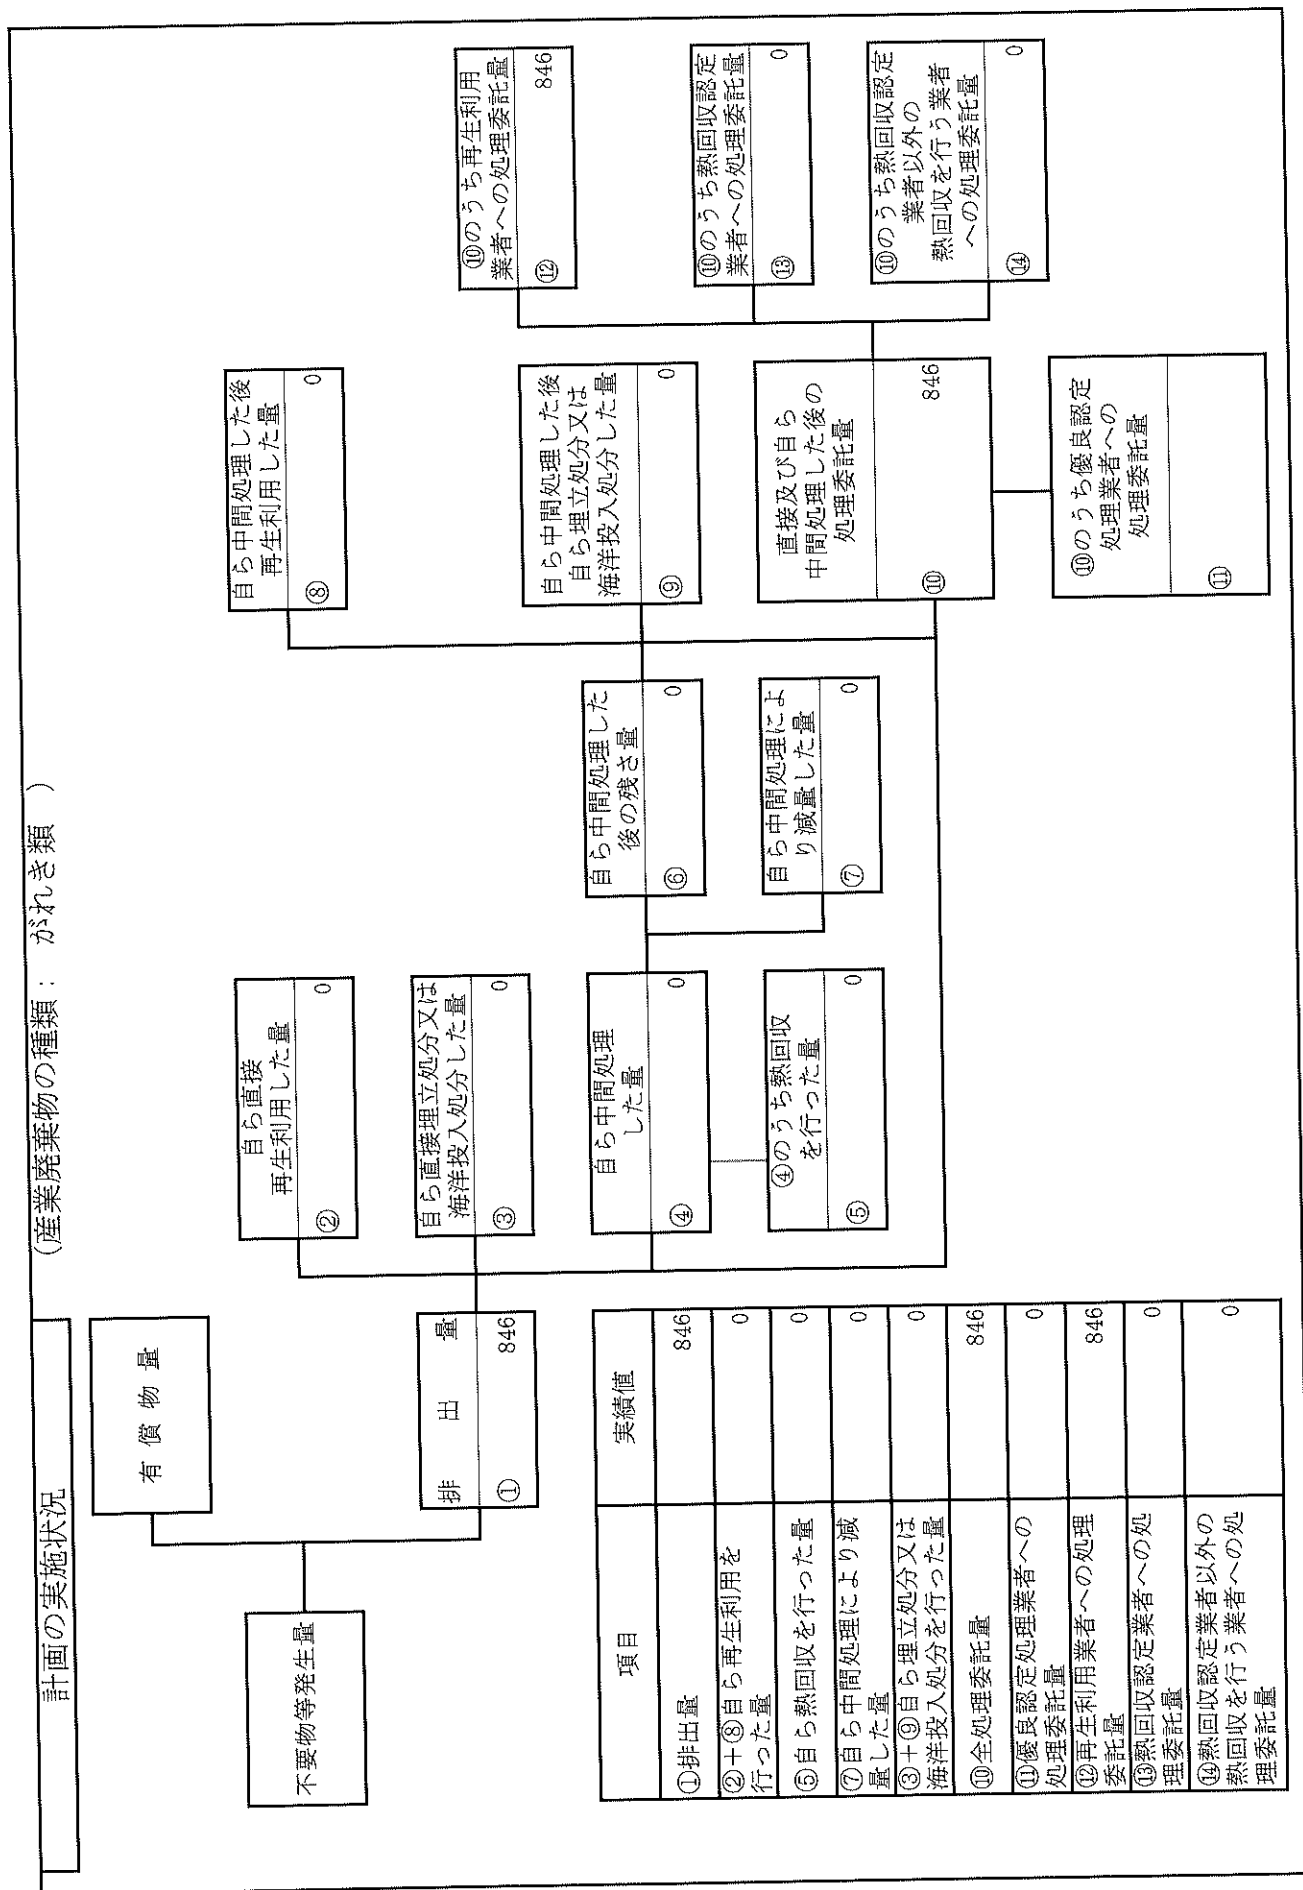 計画の実施状況
(産業廃棄物の種類： がれき類 )
不要物等発生量
有償物量
排出量
① 846
自ら直接
再生利用した量
② 0
自ら直接埋立処分又は
海洋投入処分した量
③ 0
自ら中間処理
した量
④ 0
④のうち熱回収
を行った量
⑤ 0
自ら中間処理した
後の残さ量
⑥ 0
自ら中間処理によ
り減量した量
⑦ 0
自ら中間処理した後
再生利用した量
⑧ 0
自ら中間処理した後
自ら埋立処分又は
海洋投入処分した量
⑨ 0
直接及び自ら
中間処理した後の
処理委託量
⑩ 846
⑩のうち優良認定
処理業者への
処理委託量
⑪
⑩のうち再生利用
業者への処理委託量
⑫ 846
⑩のうち熱回収認定
業者への処理委託量
⑬ 0
⑩のうち熱回収認定
業者以外の
熱回収を行う業者
への処理委託量
⑭ 0
項目 実績値
①排出量 846
②+⑧自ら再生利用を
行った量 0
⑤自ら熱回収を行った量 0
⑦自ら中間処理により減
量した量 0
③+⑨自ら埋立処分又は
海洋投入処分を行った量 0
⑩全処理委託量 846
⑪優良認定処理業者への
処理委託量 0
⑫再生利用業者への処理
委託量 846
⑬熱回収認定業者への処
理委託量 0
⑭熱回収認定業者以外の
熱回収を行う業者への処
理委託量 0